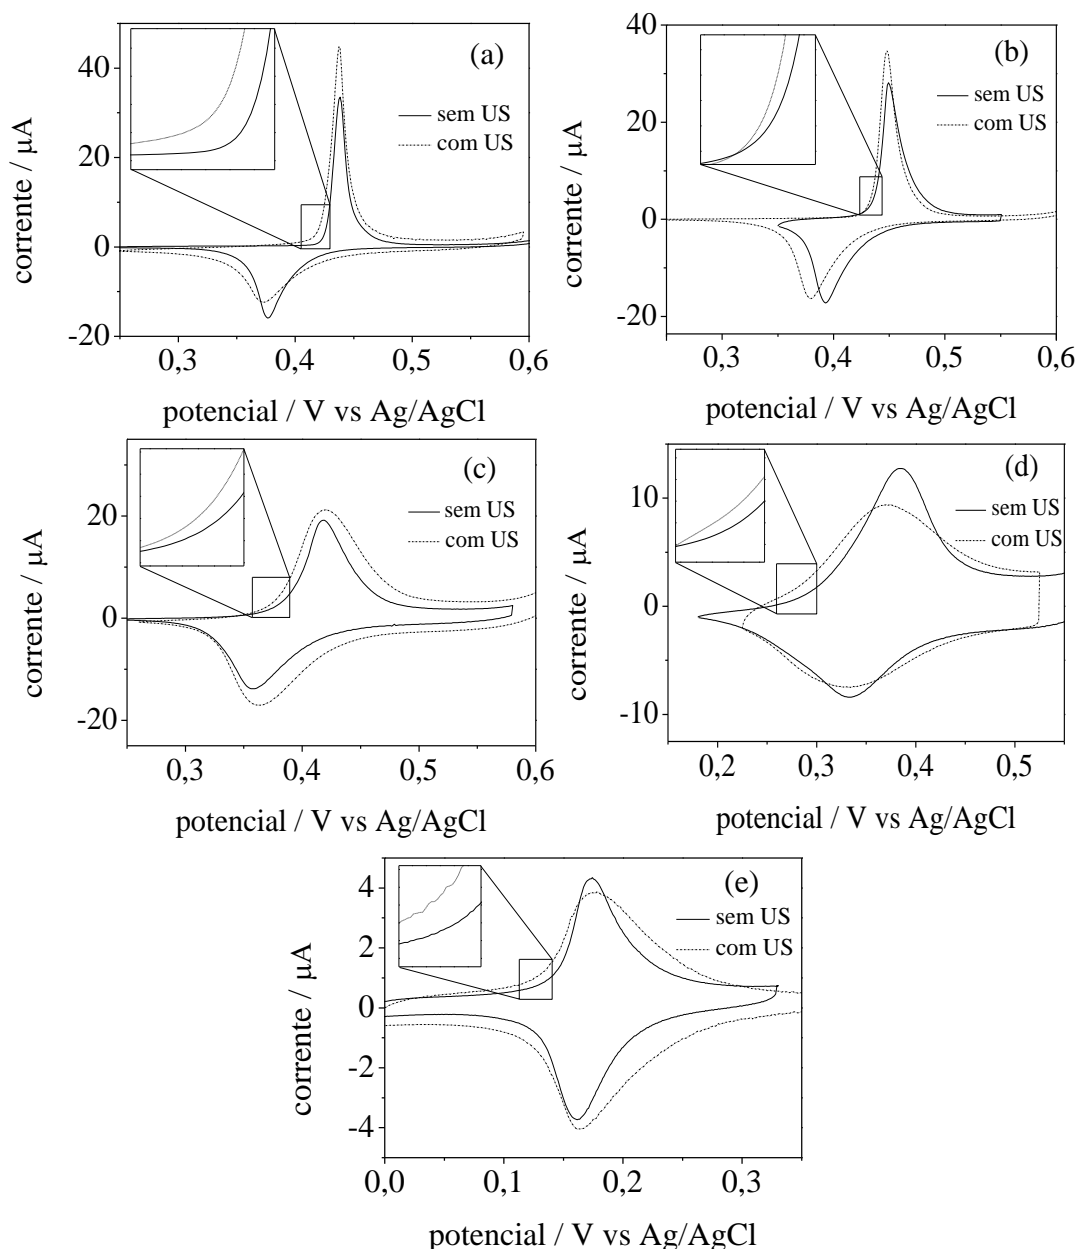 (a)
40
20
0
-20
corrente / μA
sem US
com US
0,3
0,4
0,5
0,6
potencial / V vs Ag/AgCl
(b)
40
20
0
-20
corrente / μA
sem US
com US
0,3
0,4
0,5
0,6
potencial / V vs Ag/AgCl
(c)
20
0
-20
corrente / μA
sem US
com US
0,3
0,4
0,5
0,6
potencial / V vs Ag/AgCl
(d)
10
0
-10
corrente / μA
sem US
com US
0,2
0,3
0,4
0,5
potencial / V vs Ag/AgCl
(e)
4
2
0
-2
-4
corrente / μA
sem US
com US
0,0
0,1
0,2
0,3
potencial / V vs Ag/AgCl